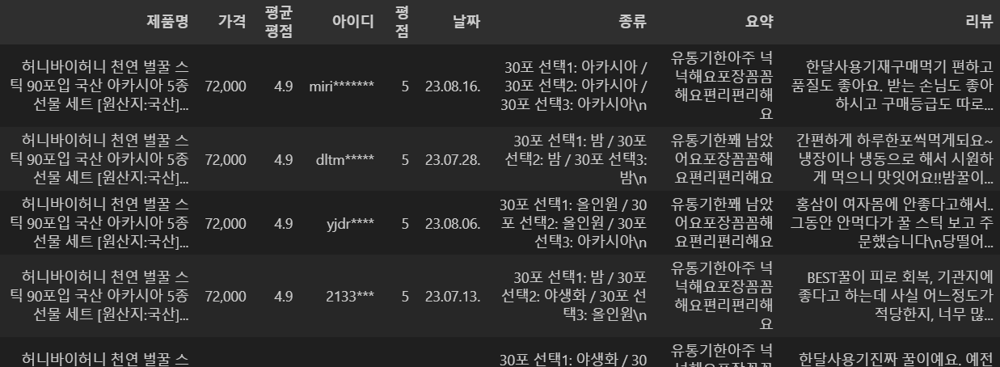 제품명 가격 평균 평점 아이디 평점 날짜 종류 요약 리뷰
허니바이허니 천연 벌꿀 스
틱 90포입 국산 아카시아 5종
선물 세트 [원산지:국산]...
72,000
4.9
miri*******
5
23.08.16.
30포 선택1: 아카시아 /
30포 선택2: 아카시아 /
30포 선택3: 아카시아\n
유통기한아주 넉
넉해요포장꼼꼼
해요편리편리해
요
한달사용기재구매먹기 편하고
품질도 좋아요. 받는 손님도 좋아
하시고 구매등급도 따로...
허니바이허니 천연 벌꿀 스
틱 90포입 국산 아카시아 5종
선물 세트 [원산지:국산]...
72,000
4.9
dltm*****
5
23.07.28.
30포 선택1: 밤 / 30포
선택2: 밤 / 30포 선택3:
밤\n
유통기한꽤 남았
어요포장꼼꼼해
요편리편리해요
간편하게 하루한포씩먹게되요~
냉장이나 냉동으로 해서 시원하
게 먹으니 맛잇어요!!밤꿀이...
허니바이허니 천연 벌꿀 스
틱 90포입 국산 아카시아 5종
선물 세트 [원산지:국산]...
72,000
4.9
yjdr****
5
23.08.06.
30포 선택1: 올인원 / 30
포 선택2: 올인원 / 30포
선택3: 아카시아\n
유통기한꽤 남았
어요포장꼼꼼해
요편리편리해요
홍삼이 여자몸에 안좋다고해서..
그동안 안먹다가 꿀 스틱 보고 주
문했습니다\n당떨어...
허니바이허니 천연 벌꿀 스
틱 90포입 국산 아카시아 5종
선물 세트 [원산지:국산]...
72,000
4.9
2133***
5
23.07.13.
30포 선택1: 밤 / 30포
선택2: 야생화 / 30포 선
택3: 올인원\n
유통기한아주 넉
넉해요포장꼼꼼
해요편리편리해
요
BEST꿀이 피로 회복, 기관지에
좋다고 하는데 사실 어느정도가
적당한지, 너무 많...
허니바이허니 천연 벌꿀 스
30포 선택1: 야생화 / 30
유통기한아주 넉
넉해요포장꼼꼼
한달사용기진짜 꿀이예요. 예전